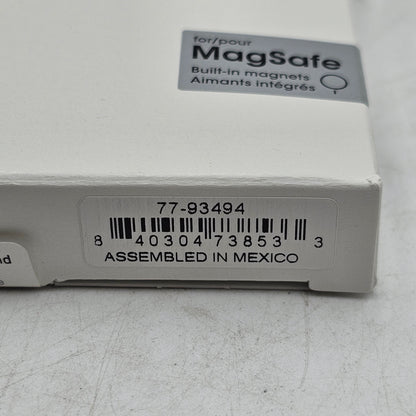 for/pour
MagSafe
Built-in magnets
Aimants intégrés
77-93494
8 40304 73853 3
ASSEMBLED IN MEXICO